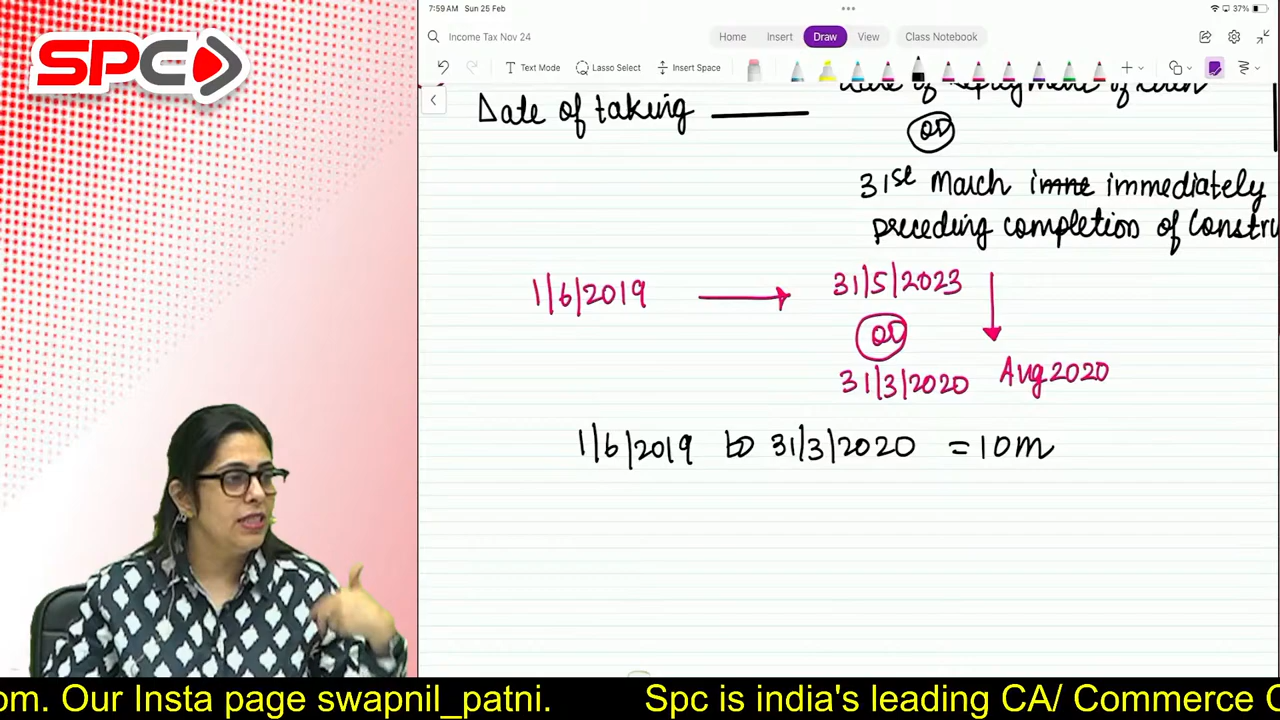 7:59 AM Sun 25 Feb
37%
SPC
Income Tax Nov 24
Home Insert Draw View Class Notebook
Text Mode Lasso Select Insert Space
Date of taking
OR
31st March imne immediately
preceding completion of Constru
1/6/2019 31/5/2023
OR
31/3/2020 Aug 2020
1/6/2019 to 31/3/2020 = 10m
om. Our Insta page swapnil_patni. Spc is india's leading CA/ Commerce C